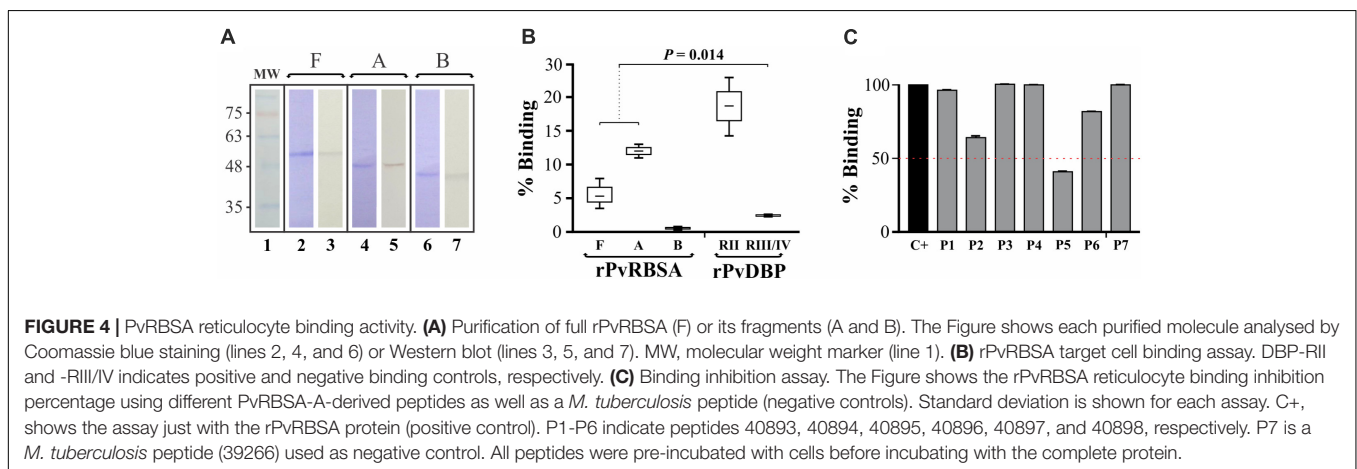 A
F A B
MW
75
63
48
35
1 2 3 4 5 6 7
B
P = 0.014
% Binding
30
25
20
15
10
5
0
F A B RII RIII/IV
rPvRBSA rPvDBP
C
% Binding
100
50
0
C+ P1 P2 P3 P4 P5 P6 P7
FIGURE 4 | PvRBSA reticulocyte binding activity. (A) Purification of full rPvRBSA (F) or its fragments (A and B). The Figure shows each purified molecule analysed by
Coomassie blue staining (lines 2, 4, and 6) or Western blot (lines 3, 5, and 7). MW, molecular weight marker (line 1). (B) rPvRBSA target cell binding assay. DBP-RII
and -RIII/IV indicates positive and negative binding controls, respectively. (C) Binding inhibition assay. The Figure shows the rPvRBSA reticulocyte binding inhibition
percentage using different PvRBSA-A-derived peptides as well as a M. tuberculosis peptide (negative controls). Standard deviation is shown for each assay. C+,
shows the assay just with the rPvRBSA protein (positive control). P1-P6 indicate peptides 40893, 40894, 40895, 40896, 40897, and 40898, respectively. P7 is a
M. tuberculosis peptide (39266) used as negative control. All peptides were pre-incubated with cells before incubating with the complete protein.